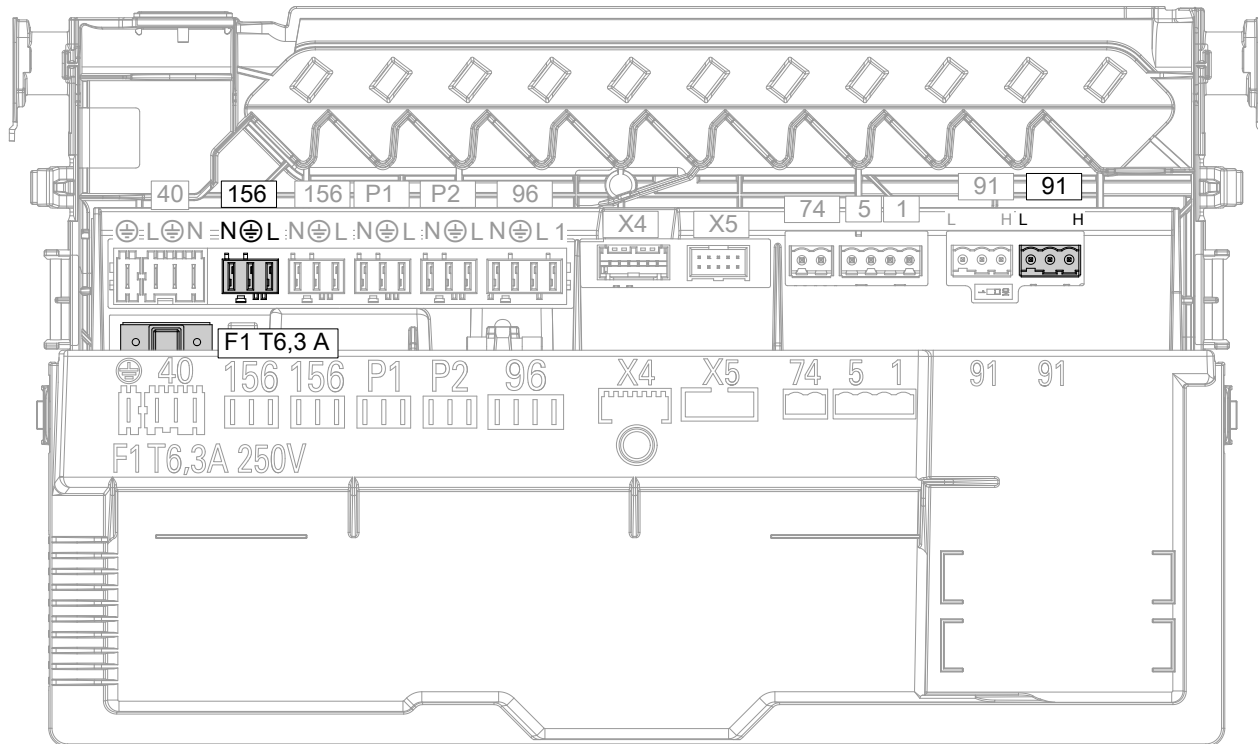 40 156 156 P1 P2 96 X4 X5 74 5 1 91 91
L N N L N L N L N L N L 1 L H L H
F1 T6,3 A
40 156 156 P1 P2 96 X4 X5 74 5 1 91 91
F1 T6,3A 250V